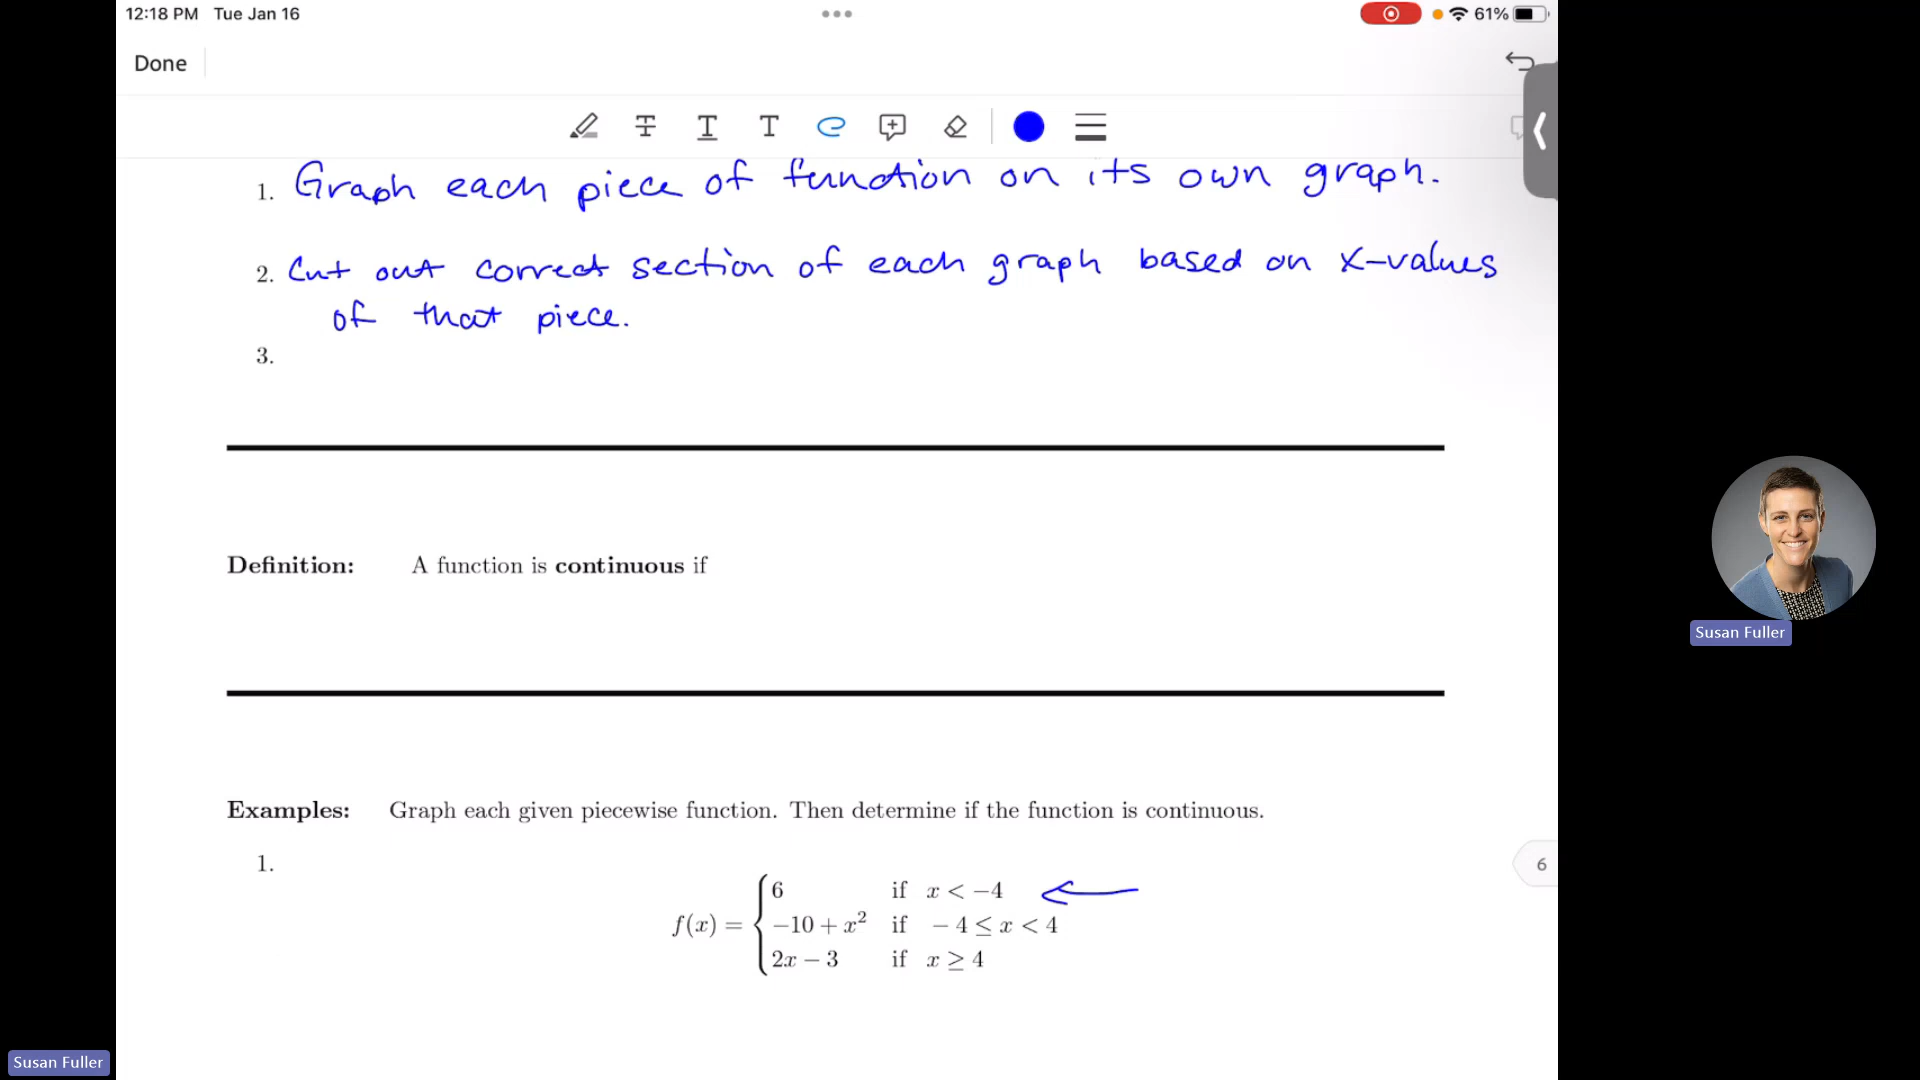 12:18 PM Tue Jan 16
61%
Done
1. Graph each piece of function on its own graph.
2. Cut out correct section of each graph based on x-values
of that piece.
3.
Definition: A function is continuous if
Examples: Graph each given piecewise function. Then determine if the function is continuous.
1.
6 if x < −4
f(x) = −10 + x² if − 4 ≤ x < 4
2x − 3 if x ≥ 4
6
Susan Fuller
Susan Fuller